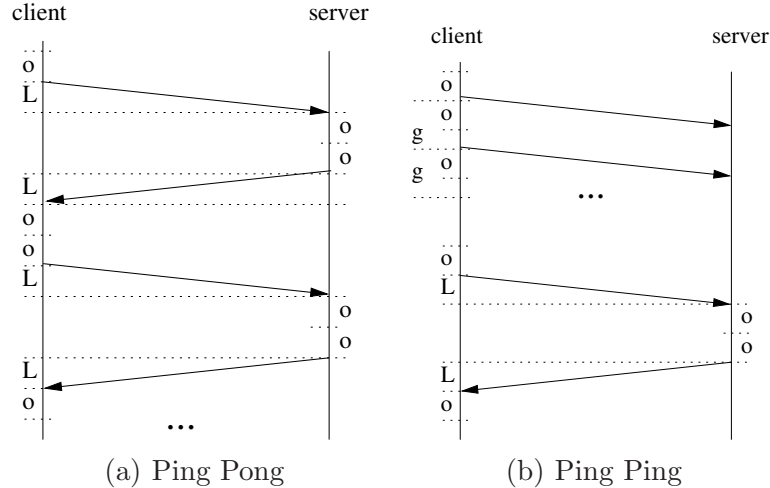 client server
o
L
o
o
L
o
o
L
o
o
L
o
...
(a) Ping Pong
client server
o
o
g
o
g
...
o
L
o
o
L
o
(b) Ping Ping